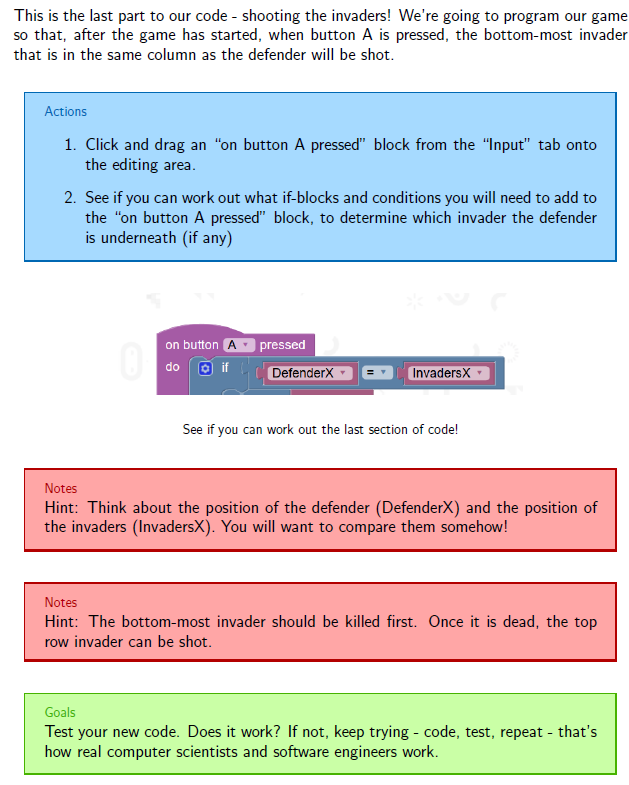 This is the last part to our code - shooting the invaders! We're going to program our game
so that, after the game has started, when button A is pressed, the bottom-most invader
that is in the same column as the defender will be shot.
Actions
1. Click and drag an "on button A pressed" block from the "Input" tab onto
the editing area.
2. See if you can work out what if-blocks and conditions you will need to add to
the "on button A pressed" block, to determine which invader the defender
is underneath (if any)
on button A pressed
do if DefenderX = InvadersX
See if you can work out the last section of code!
Notes
Hint: Think about the position of the defender (DefenderX) and the position of
the invaders (InvadersX). You will want to compare them somehow!
Notes
Hint: The bottom-most invader should be killed first. Once it is dead, the top
row invader can be shot.
Goals
Test your new code. Does it work? If not, keep trying - code, test, repeat - that's
how real computer scientists and software engineers work.